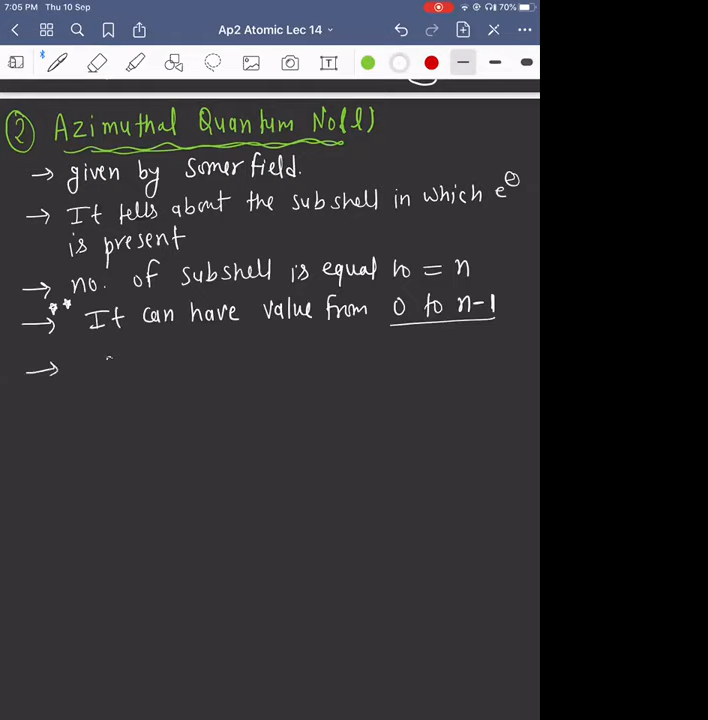 7:05 PM Thu 10 Sep
70%
Ap2 Atomic Lec 14
T
② Azimuthal Quantum No(l)
→ given by Somerfield.
→ It tells about the subshell in which e⊖
is present
→ no. of subshell is equal to = n
→ ** It can have value from 0 to n-1
→